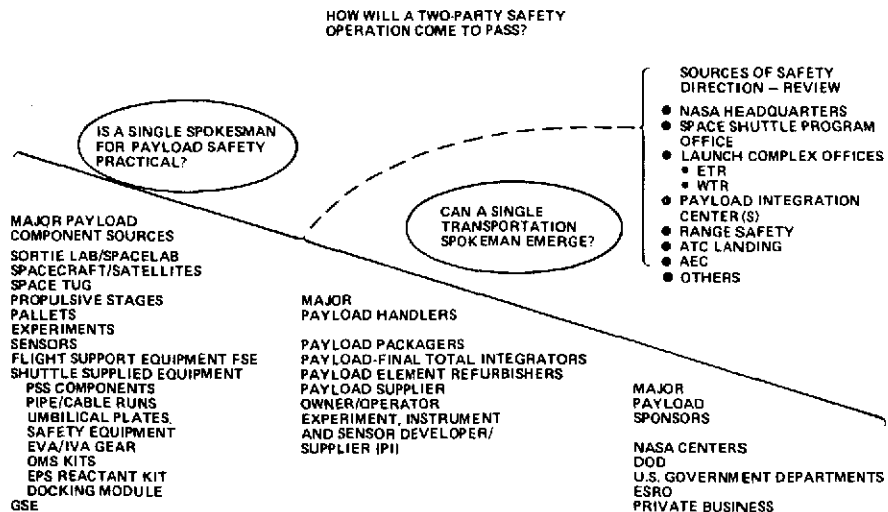 HOW WILL A TWO-PARTY SAFETY
OPERATION COME TO PASS?
IS A SINGLE SPOKESMAN
FOR PAYLOAD SAFETY
PRACTICAL?
CAN A SINGLE
TRANSPORTATION
SPOKEMAN EMERGE?
SOURCES OF SAFETY
DIRECTION – REVIEW
● NASA HEADQUARTERS
● SPACE SHUTTLE PROGRAM
OFFICE
● LAUNCH COMPLEX OFFICES
• ETR
• WTR
● PAYLOAD INTEGRATION
CENTER(S)
● RANGE SAFETY
● ATC LANDING
● AEC
● OTHERS
MAJOR PAYLOAD
COMPONENT SOURCES
SORTIE LAB/SPACELAB
SPACECRAFT/SATELLITES
SPACE TUG
PROPULSIVE STAGES
PALLETS
EXPERIMENTS
SENSORS
FLIGHT SUPPORT EQUIPMENT FSE
SHUTTLE SUPPLIED EQUIPMENT
PSS COMPONENTS
PIPE/CABLE RUNS
UMBILICAL PLATES,
SAFETY EQUIPMENT
EVA/IVA GEAR
OMS KITS
EPS REACTANT KIT
DOCKING MODULE
GSE
MAJOR
PAYLOAD HANDLERS
PAYLOAD PACKAGERS
PAYLOAD-FINAL TOTAL INTEGRATORS
PAYLOAD ELEMENT REFURBISHERS
PAYLOAD SUPPLIER
OWNER/OPERATOR
EXPERIMENT, INSTRUMENT
AND SENSOR DEVELOPER/
SUPPLIER (PI)
MAJOR
PAYLOAD
SPONSORS
NASA CENTERS
DOD
U.S. GOVERNMENT DEPARTMENTS
ESRO
PRIVATE BUSINESS